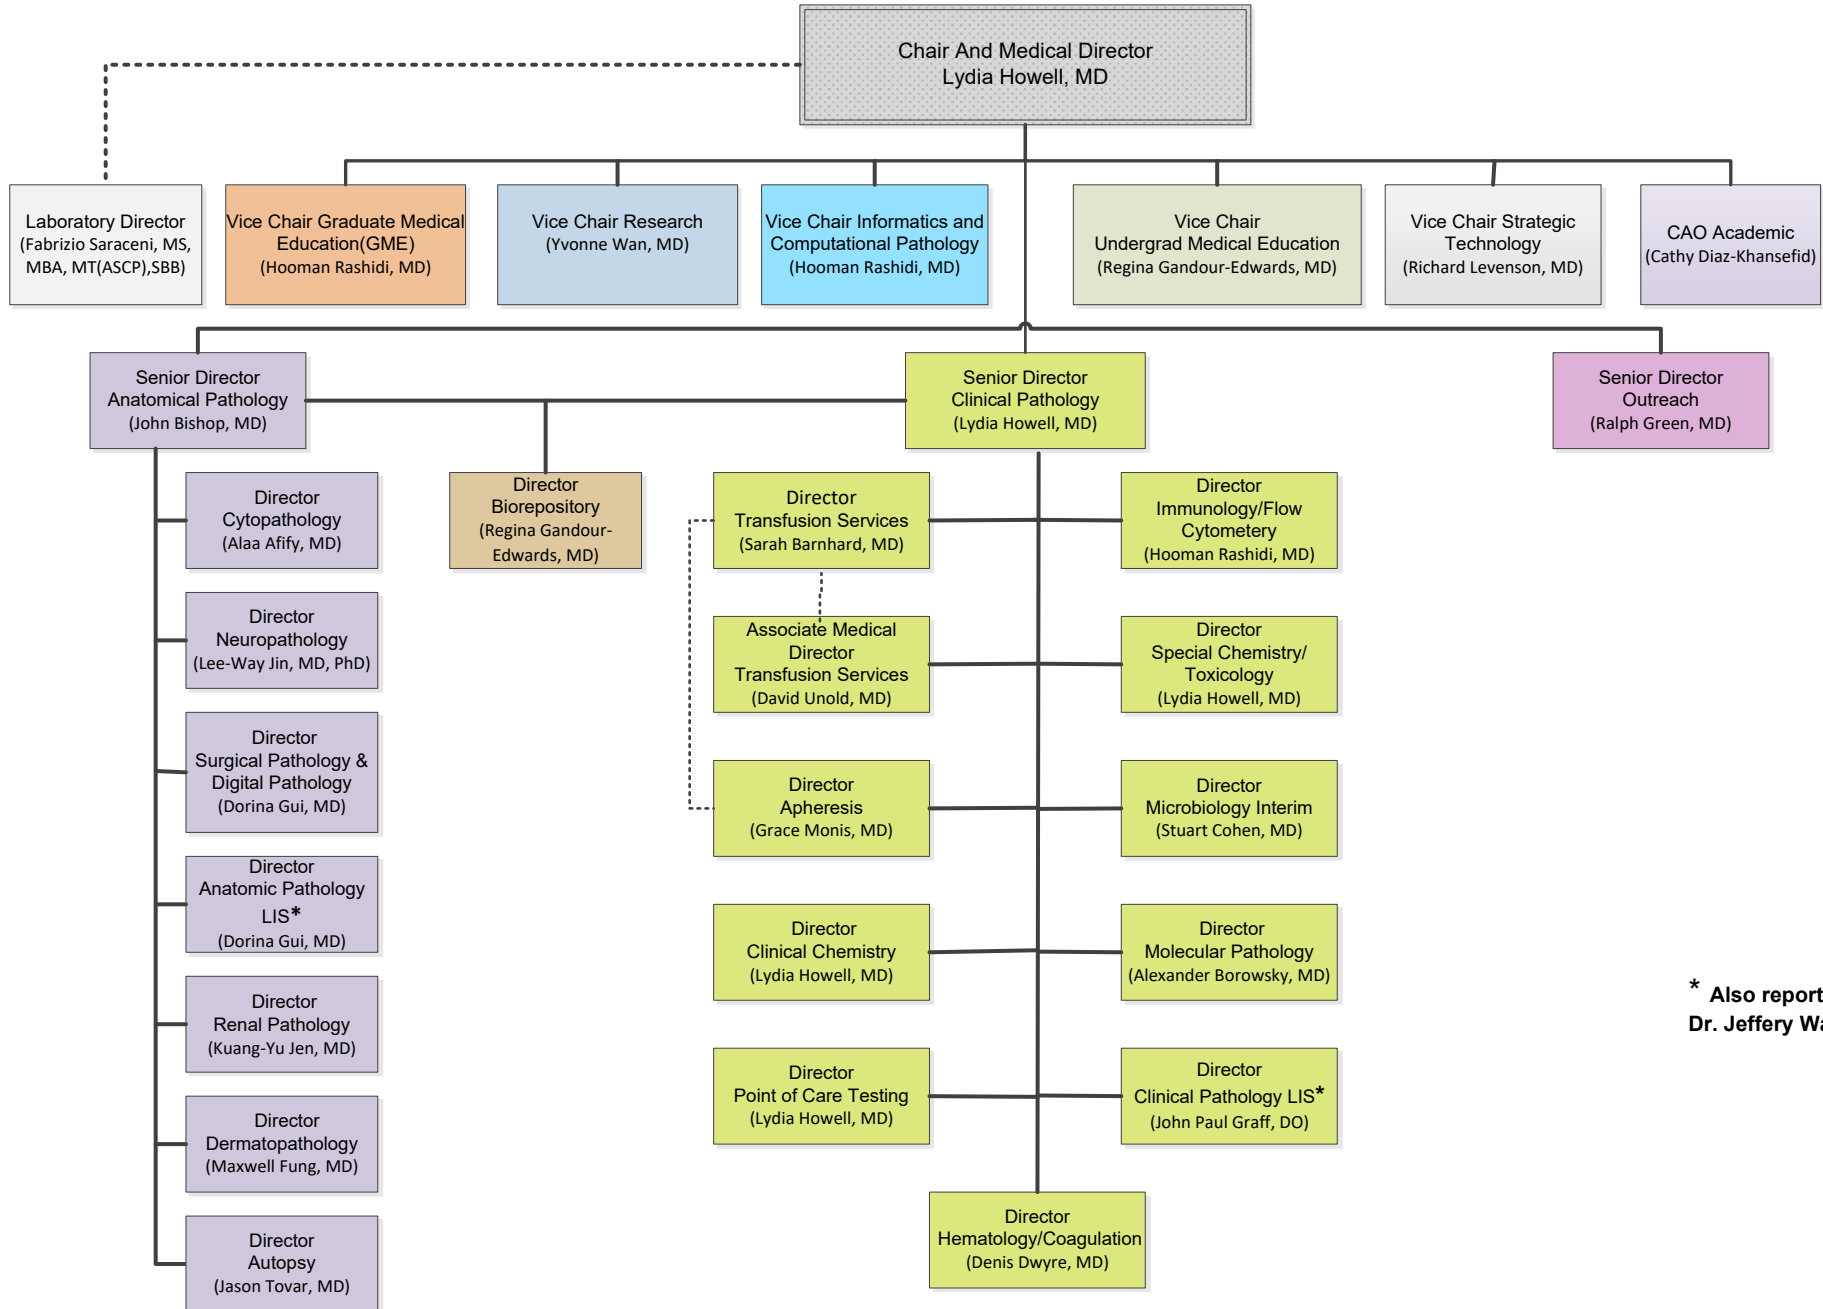 Chair And Medical Director
Lydia Howell, MD
Laboratory Director
(Fabrizio Saraceni, MS,
MBA, MT(ASCP),SBB)
Vice Chair Graduate Medical
Education(GME)
(Hooman Rashidi, MD)
Vice Chair Research
(Yvonne Wan, MD)
Vice Chair Informatics and
Computational Pathology
(Hooman Rashidi, MD)
Vice Chair
Undergrad Medical Education
(Regina Gandour-Edwards, MD)
Vice Chair Strategic
Technology
(Richard Levenson, MD)
CAO Academic
(Cathy Diaz-Khansefid)
Senior Director
Anatomical Pathology
(John Bishop, MD)
Senior Director
Clinical Pathology
(Lydia Howell, MD)
Senior Director
Outreach
(Ralph Green, MD)
Director
Cytopathology
(Alaa Afify, MD)
Director
Biorepository
(Regina Gandour-
Edwards, MD)
Director
Transfusion Services
(Sarah Barnhard, MD)
Director
Immunology/Flow
Cytometery
(Hooman Rashidi, MD)
Director
Neuropathology
(Lee-Way Jin, MD, PhD)
Associate Medical
Director
Transfusion Services
(David Unold, MD)
Director
Special Chemistry/
Toxicology
(Lydia Howell, MD)
Director
Surgical Pathology &
Digital Pathology
(Dorina Gui, MD)
Director
Apheresis
(Grace Monis, MD)
Director
Microbiology Interim
(Stuart Cohen, MD)
Director
Anatomic Pathology
LIS*
(Dorina Gui, MD)
Director
Clinical Chemistry
(Lydia Howell, MD)
Director
Molecular Pathology
(Alexander Borowsky, MD)
Director
Renal Pathology
(Kuang-Yu Jen, MD)
* Also report
Dr. Jeffery
Director
Point of Care Testing
(Lydia Howell, MD)
Director
Clinical Pathology LIS*
(John Paul Graff, DO)
Director
Dermatopathology
(Maxwell Fung, MD)
Director
Hematology/Coagulation
(Denis Dwyre, MD)
Director
Autopsy
(Jason Tovar, MD)